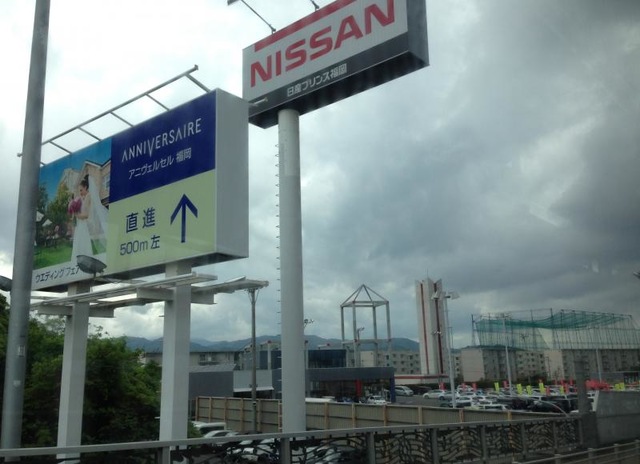 NISSAN
日産プリンス福岡
ANNIVERSAIRE
アニヴェルセル 福岡
直進
500m 左
ウエディングフェア